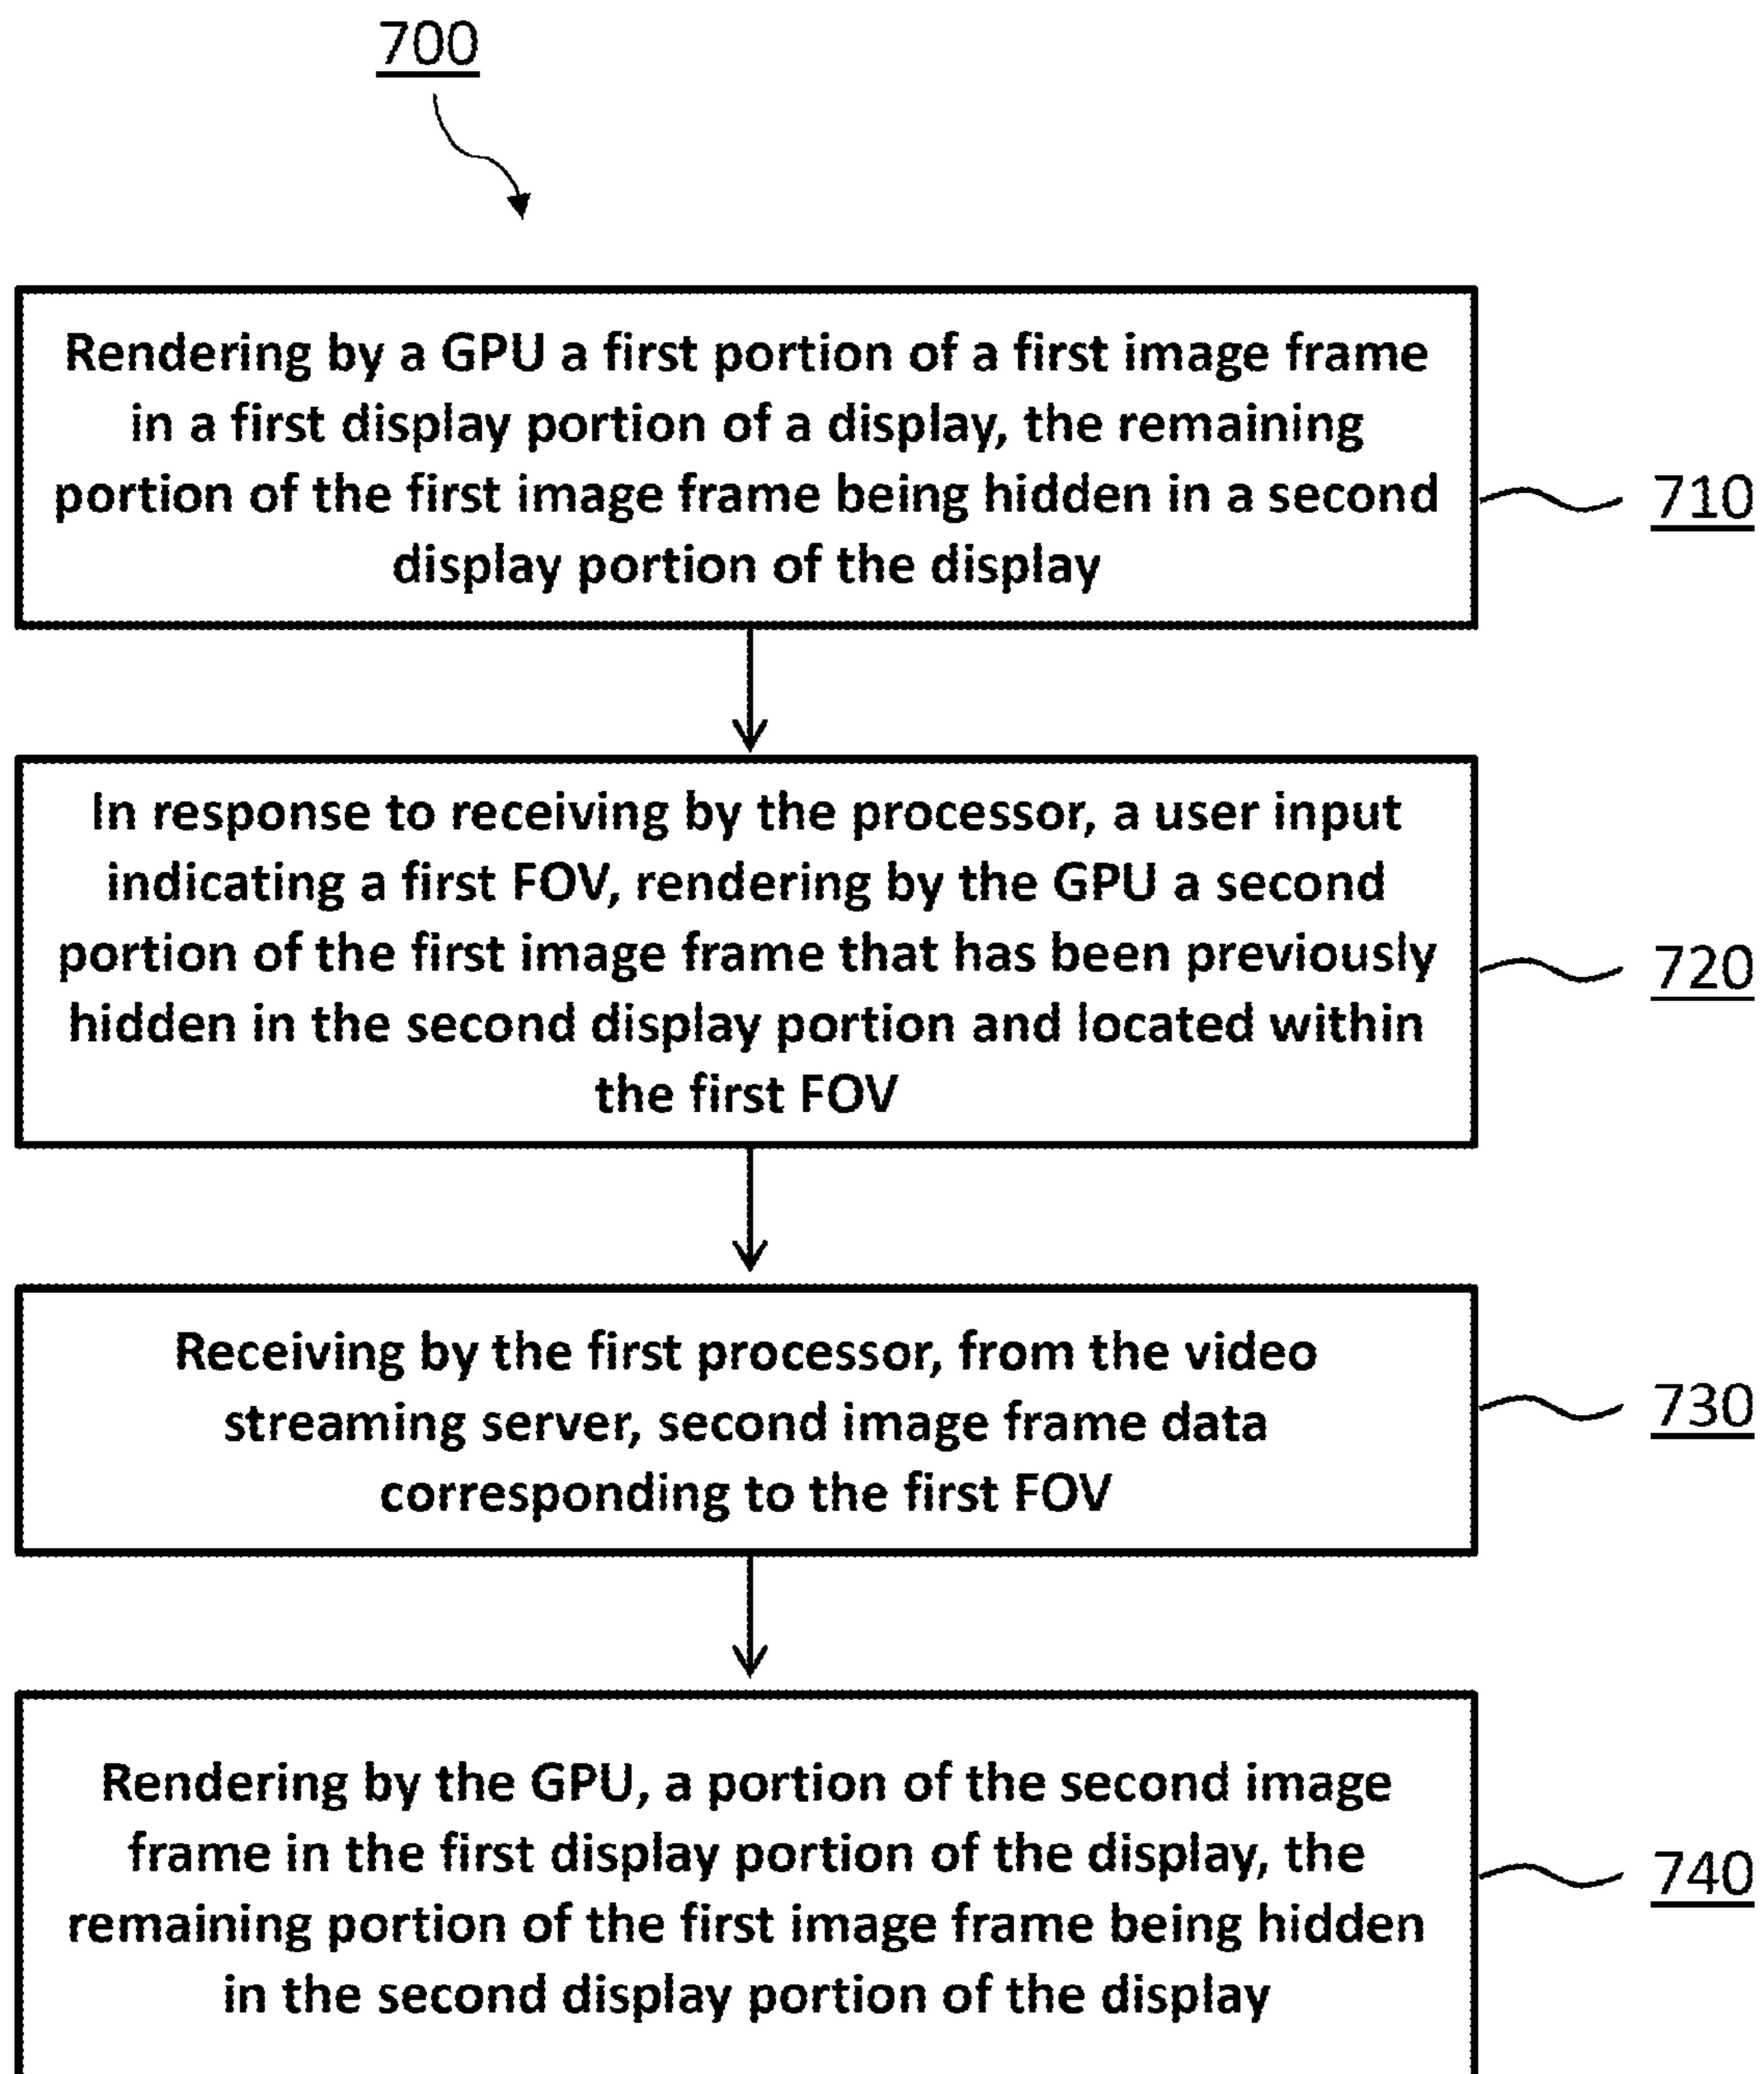 700
Rendering by a GPU a first portion of a first image frame
in a first display portion of a display, the remaining
portion of the first image frame being hidden in a second
display portion of the display
710
In response to receiving by the processor, a user input
indicating a first FOV, rendering by the GPU a second
portion of the first image frame that has been previously
hidden in the second display portion and located within
the first FOV
720
Receiving by the first processor, from the video
streaming server, second image frame data
corresponding to the first FOV
730
Rendering by the GPU, a portion of the second image
frame in the first display portion of the display, the
remaining portion of the first image frame being hidden
in the second display portion of the display
740